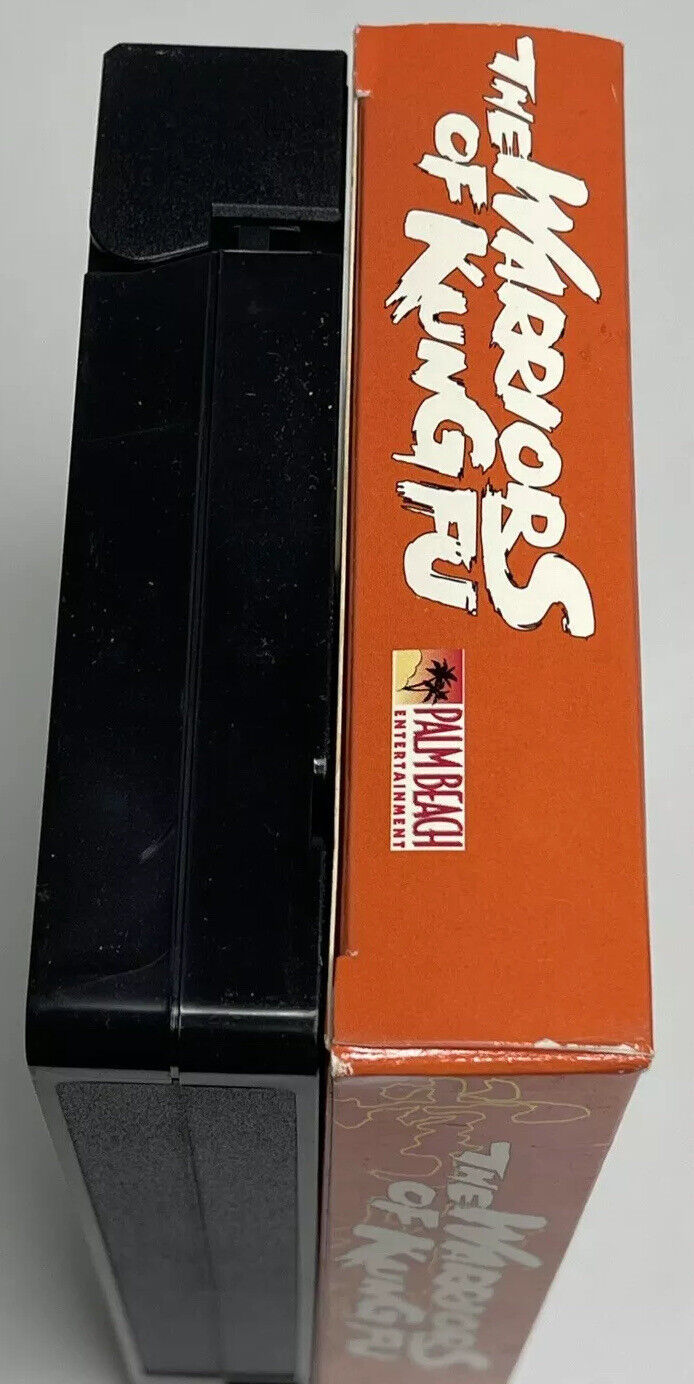 THE WARRIORS
OF KUNG FU
PALM BEACH
ENTERTAINMENT
THE WARRIORS
OF KUNG FU